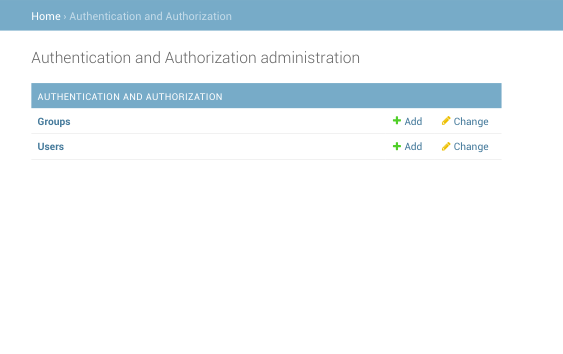 Home › Authentication and Authorization
Authentication and Authorization administration
AUTHENTICATION AND AUTHORIZATION
Groups Add Change
Users Add Change